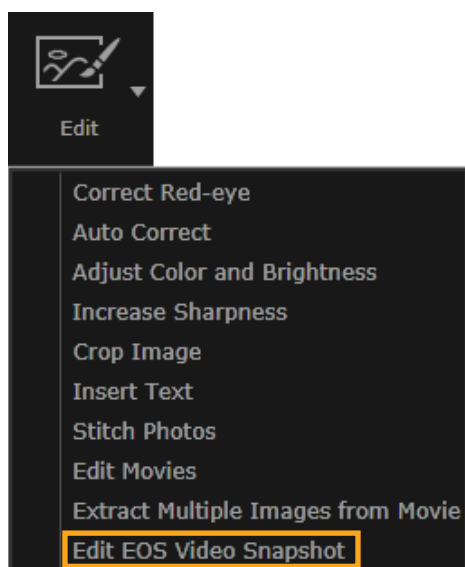 Edit
Correct Red-eye
Auto Correct
Adjust Color and Brightness
Increase Sharpness
Crop Image
Insert Text
Stitch Photos
Edit Movies
Extract Multiple Images from Movie
Edit EOS Video Snapshot